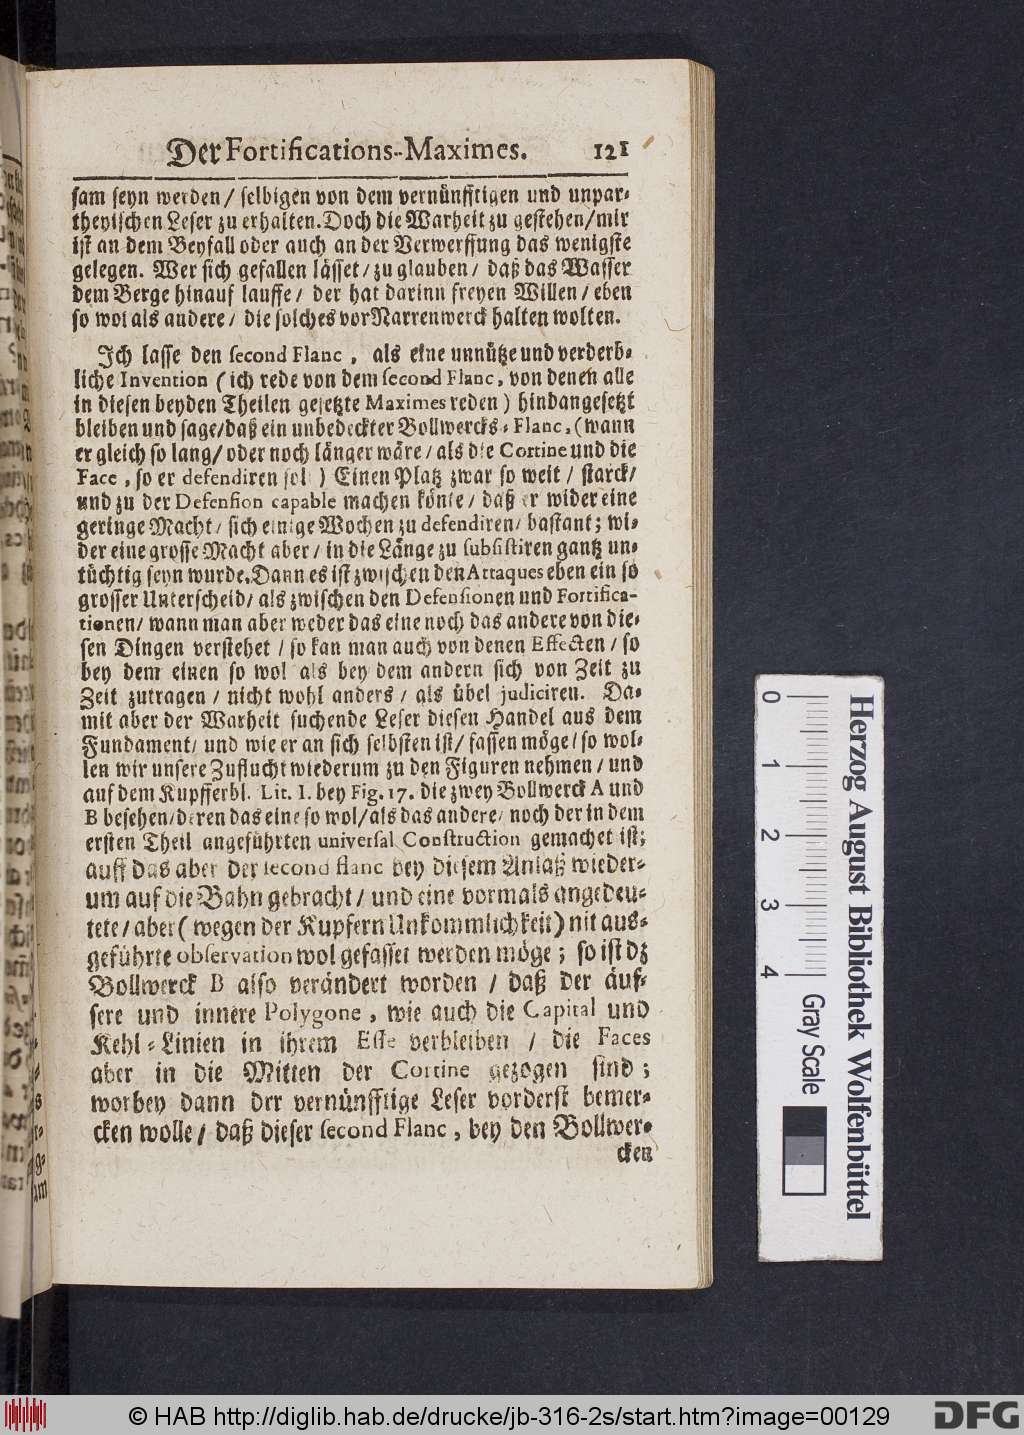 Der Fortifications-Maximes. 121
sam seyn werden / selbigen von dem vernünfftigen und unpar-
theyischen Leser zu erhalten. Doch die Warheit zu gestehen / mir
ist an dem Beyfall oder auch an der Verwerffung das wenigste
gelegen. Wer sich gefallen lässet / zu glauben / daß das Wasser
dem Berge hinauf lauffe / der hat darinn freyen Willen / eben
so wol als andere / die solches vor Narrenwerck halten wolten.
Ich lasse den second Flanc, als eine unnütze und verderb-
liche Invention (ich rede von dem second Flanc, von denen alle
in diesen beyden Theilen gesetzte Maximes reden) hindangesetzt
bleiben und sage / daß ein unbedeckter Bollwercks-Flanc, (wann
er gleich so lang / oder noch länger wäre / als die Cortine und die
Face, so er defendiren sol) Einen Platz zwar so weit / starck /
und zu der Defension capable machen könte / daß er wider eine
geringe Macht / sich einige Wochen zu defendiren / bastant; wi-
der eine grosse Macht aber / in die Länge zu subsistiren gantz un-
tüchtig seyn wurde. Dann es ist zwischen den Attaques eben ein so
grosser Unterscheid / als zwischen den Defensionen und Fortifica-
tionen / wann man aber weder das eine noch das andere von die-
sen Dingen verstehet / so kan man auch von denen Effecten / so
bey dem einen so wol als bey dem andern sich von Zeit zu
Zeit zutragen / nicht wohl anders / als übel judiciren. Da-
mit aber der Warheit suchende Leser diesen Handel aus dem
Fundament / und wie er an sich selbsten ist / fassen möge / so wol-
len wir unsere Zuflucht wiederum zu den Figuren nehmen / und
auf dem Kupfferbl. Lit. I. bey Fig. 17. die zwey Bollwerck A und
B besehen / deren das eine so wol / als das andere / noch der in dem
ersten Theil angeführten universal Construction gemachet ist;
auff das aber der second flanc bey diesem Anlaß wieder-
um auf die Bahn gebracht / und eine vormals angedeu-
tete / aber (wegen der Kupfern Unkommlichkeit) nit aus-
geführte observation wol gefasset werden möge; so ist dz
Bollwerck B also verändert worden / daß der äuf-
sere und innere Polygone, wie auch die Capital und
Kehl-Linien in ihrem Esse verbleiben / die Faces
aber in die Mitten der Cortine gezogen sind;
worbey dann der vernünfftige Leser vorderst bemer-
cken wolle / daß dieser second Flanc, bey den Bollwer-
cken
0 1 2 3 4
Gray Scale
Herzog August Bibliothek Wolfenbüttel
© HAB http://diglib.hab.de/drucke/jb-316-2s/start.htm?image=00129
DFG